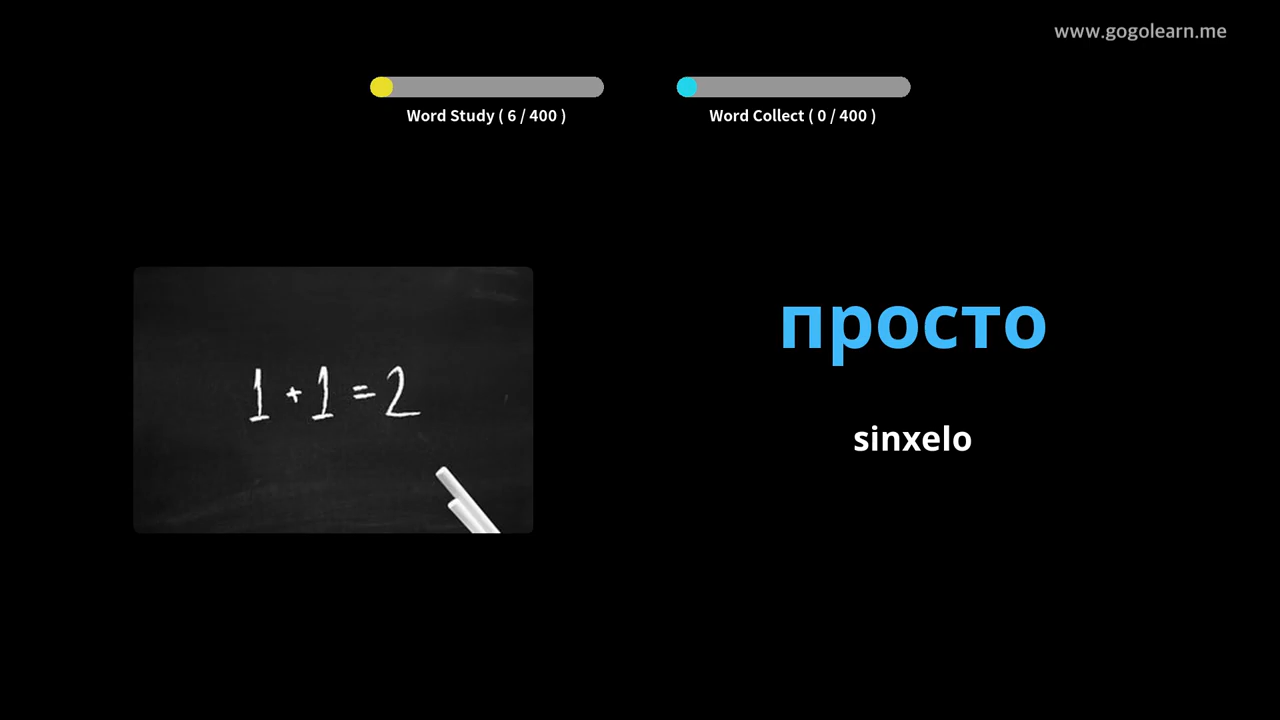 www.gogolearn.me
Word Study ( 6 / 400 )
Word Collect ( 0 / 400 )
1 + 1 = 2
просто
sinxelo